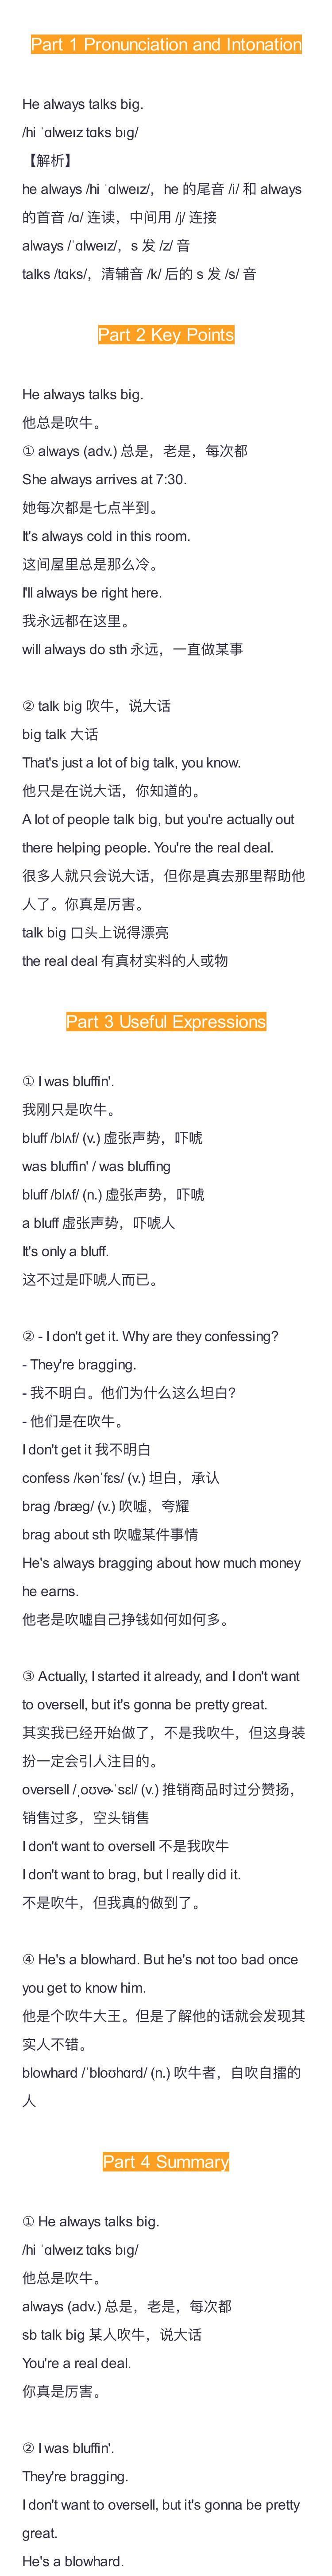 Part 1 Pronunciation and Intonation
He always talks big.
/hi ˈɑlweɪz tɑks bɪg/
【解析】
he always /hi ˈɑlweɪz/，he 的尾音 /i/ 和 always
的首音 /ɑ/ 连读，中间用 /j/ 连接
always /ˈɑlweɪz/，s 发 /z/ 音
talks /tɑks/，清辅音 /k/ 后的 s 发 /s/ 音
Part 2 Key Points
He always talks big.
他总是吹牛。
① always (adv.) 总是，老是，每次都
She always arrives at 7:30.
她每次都是七点半到。
It's always cold in this room.
这间屋里总是那么冷。
I'll always be right here.
我永远都在这里。
will always do sth 永远，一直做某事
② talk big 吹牛，说大话
big talk 大话
That's just a lot of big talk, you know.
他只是在说大话，你知道的。
A lot of people talk big, but you're actually out
there helping people. You're the real deal.
很多人就只会说大话，但你是真去那里帮助他
人了。你真是厉害。
talk big 口头上说得漂亮
the real deal 有真材实料的人或物
Part 3 Useful Expressions
① I was bluffin'.
我刚只是吹牛。
bluff /blʌf/ (v.) 虚张声势，吓唬
was bluffin' / was bluffing
bluff /blʌf/ (n.) 虚张声势，吓唬
a bluff 虚张声势，吓唬人
It's only a bluff.
这不过是吓唬人而已。
② - I don't get it. Why are they confessing?
- They're bragging.
- 我不明白。他们为什么这么坦白?
- 他们是在吹牛。
I don't get it 我不明白
confess /kənˈfɛs/ (v.) 坦白，承认
brag /bræg/ (v.) 吹嘘，夸耀
brag about sth 吹嘘某件事情
He's always bragging about how much money
he earns.
他老是吹嘘自己挣钱如何如何多。
③ Actually, I started it already, and I don't want
to oversell, but it's gonna be pretty great.
其实我已经开始做了，不是我吹牛，但这身装
扮一定会引人注目的。
oversell /ˌoʊvɚˈsɛl/ (v.) 推销商品时过分赞扬，
销售过多，空头销售
I don't want to oversell 不是我吹牛
I don't want to brag, but I really did it.
不是吹牛，但我真的做到了。
④ He's a blowhard. But he's not too bad once
you get to know him.
他是个吹牛大王。但是了解他的话就会发现其
实人不错。
blowhard /ˈbloʊhɑrd/ (n.) 吹牛者，自吹自擂的
人
Part 4 Summary
① He always talks big.
/hi ˈɑlweɪz tɑks bɪg/
他总是吹牛。
always (adv.) 总是，老是，每次都
sb talk big 某人吹牛，说大话
You're a real deal.
你真是厉害。
② I was bluffin'.
They're bragging.
I don't want to oversell, but it's gonna be pretty
great.
He's a blowhard.